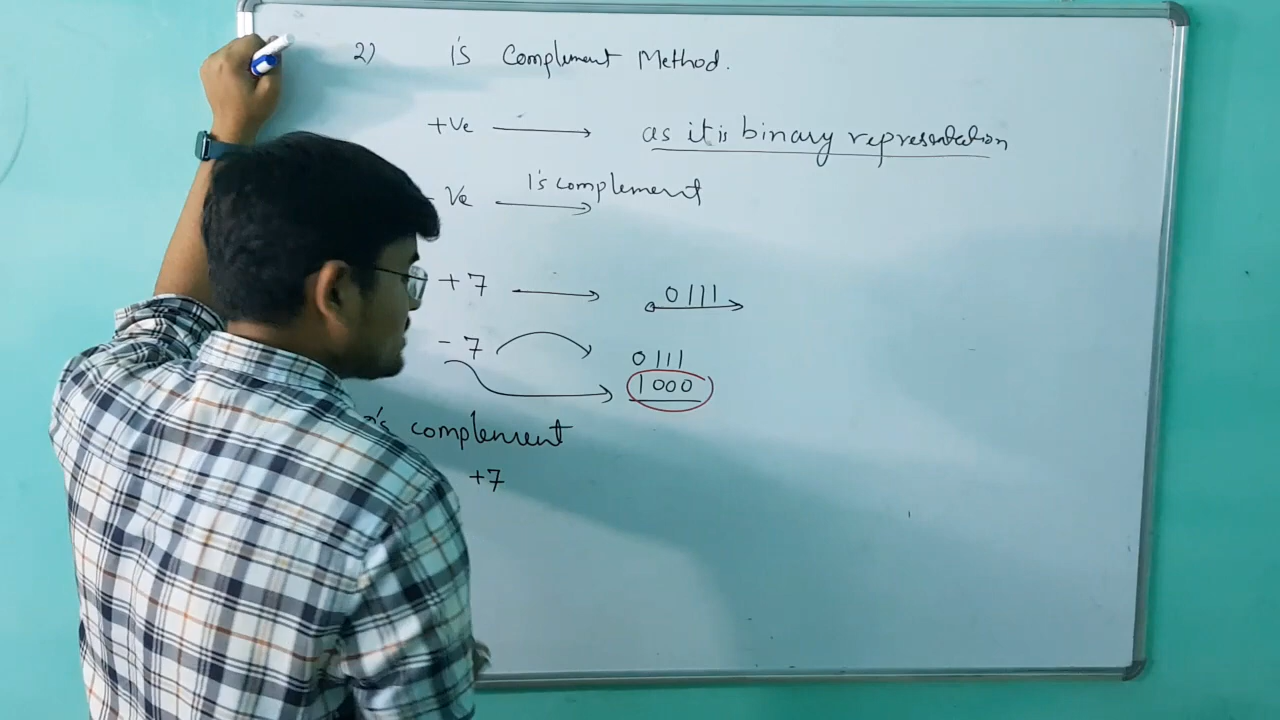 2) 1's Complement Method.
+ve → as it is binary representation
- ve 1's complement →
+7 → 0111
- 7 → 0111
→ 1000
2's complement
+7